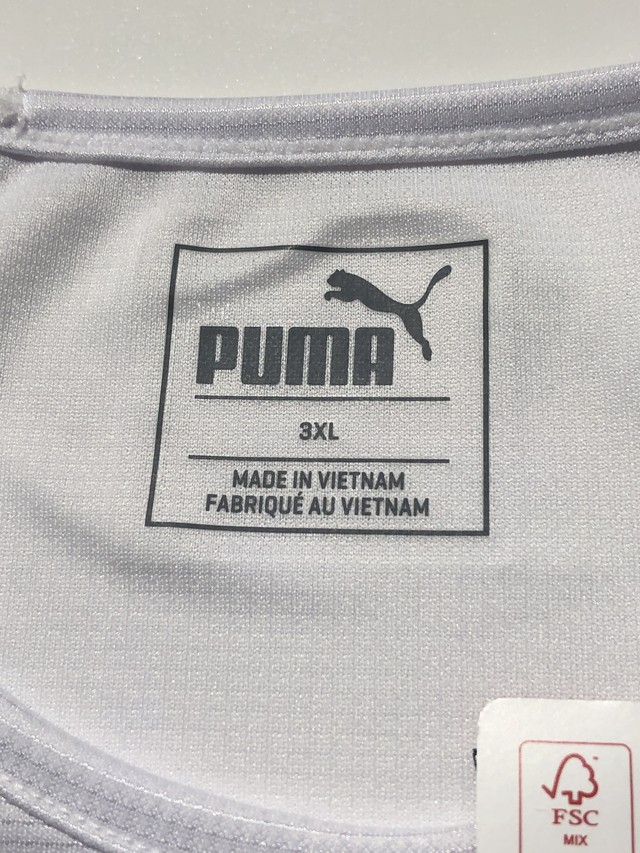 PUMA
3XL
MADE IN VIETNAM
FABRIQUÉ AU VIETNAM
FSC
MIX